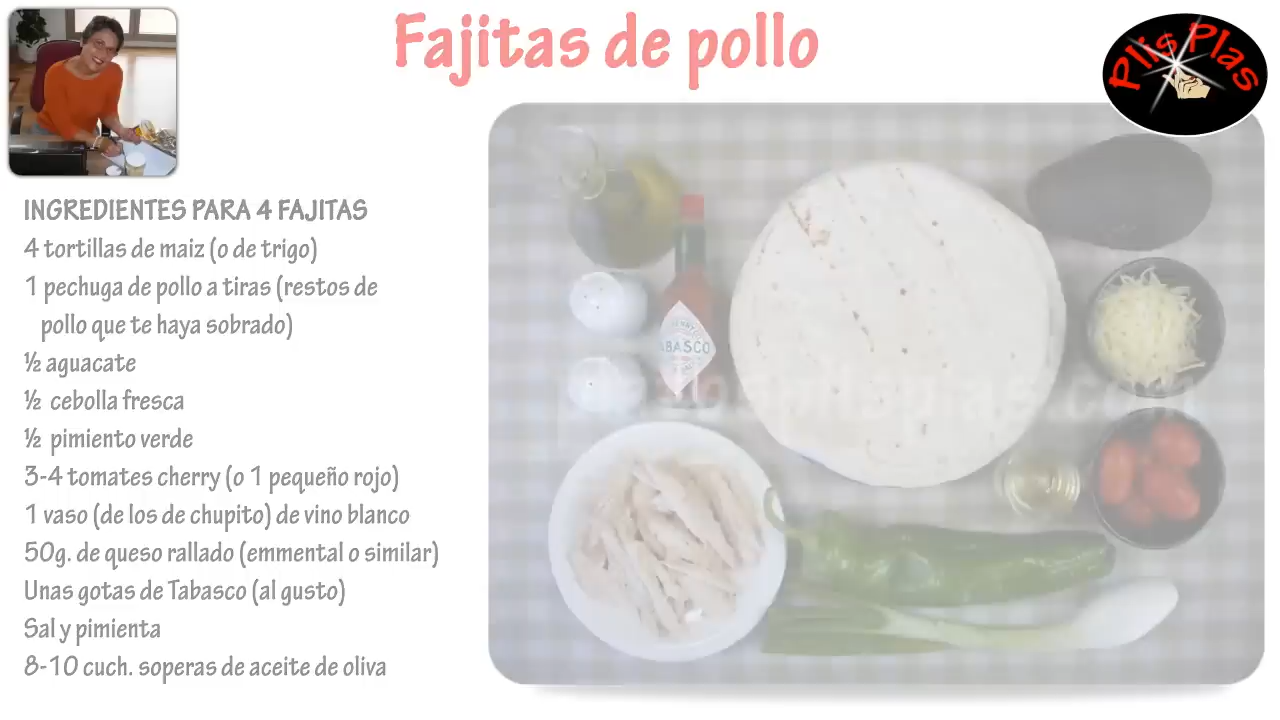 Fajitas de pollo
Plis Plas
INGREDIENTES PARA 4 FAJITAS
4 tortillas de maiz (o de trigo)
1 pechuga de pollo a tiras (restos de
pollo que te haya sobrado)
½ aguacate
½ cebolla fresca
½ pimiento verde
3-4 tomates cherry (o 1 pequeño rojo)
1 vaso (de los de chupito) de vino blanco
50g. de queso rallado (emmental o similar)
Unas gotas de Tabasco (al gusto)
Sal y pimienta
8-10 cuch. soperas de aceite de oliva
TABASCO